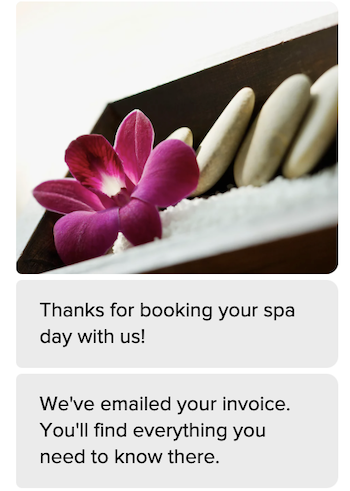 Thanks for booking your spa
day with us!
We've emailed your invoice.
You'll find everything you
need to know there.